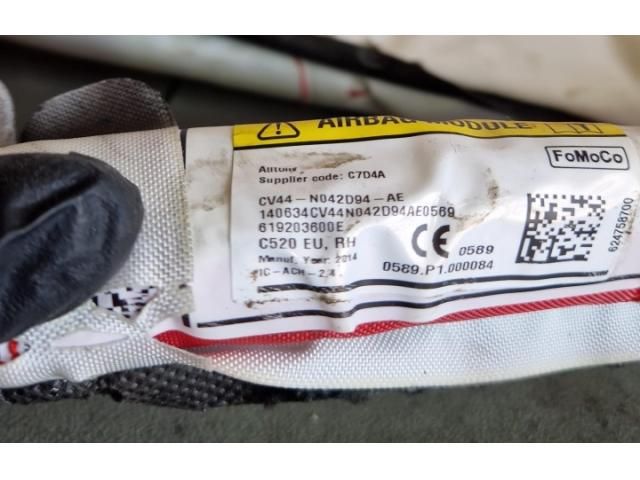 AIRBAG MODULE
FoMoCo
Supplier code: C7D4A
CV44-N042D94-AE
140634CV44N042D94AE0569
619203600E
C520 EU, RH
CE 0589
Manuf. Year: 2014
0589.P1.000084
624758700